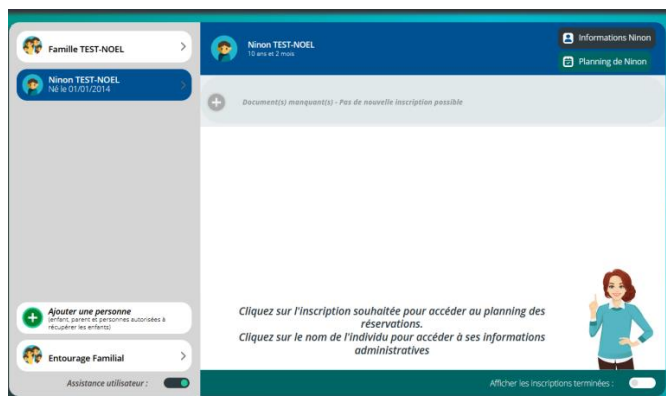 Famille TEST-NOEL
Ninon TEST-NOEL
Né le 01/01/2014
Ajouter une personne
(enfant, parent et personnes autorisées à
récupérer les enfants)
Entourage Familial
Assistance utilisateur :
Ninon TEST-NOEL
10 ans et 2 mois
Informations Ninon
Planning de Ninon
Document(s) manquant(s) - Pas de nouvelle inscription possible
Cliquez sur l'inscription souhaitée pour accéder au planning des
réservations.
Cliquez sur le nom de l'individu pour accéder à ses informations
administratives
Afficher les inscriptions terminées :